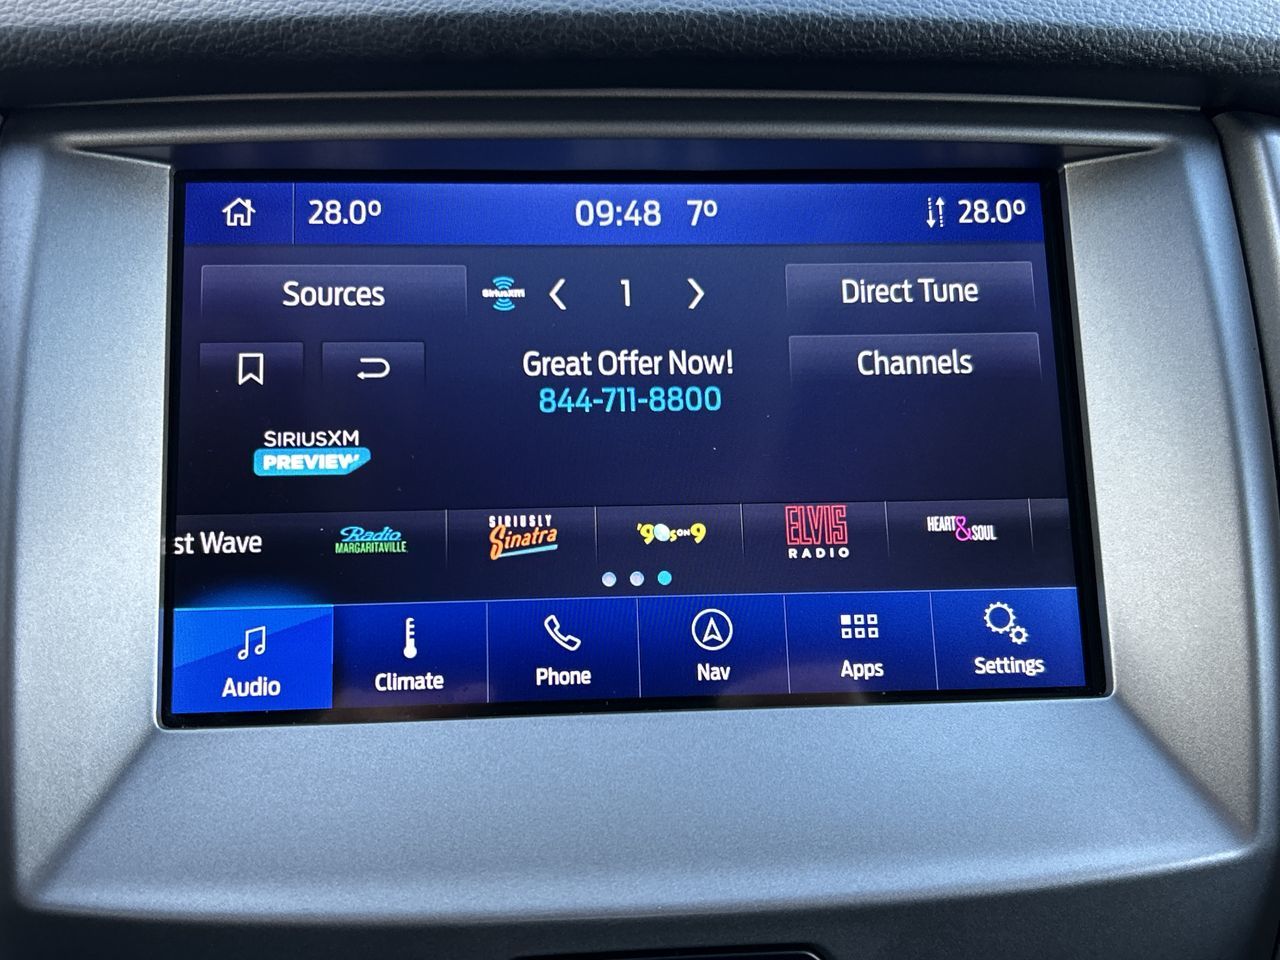 28.0º 09:48 7º 28.0º
Sources SiriusXM 1 Direct Tune
Great Offer Now! Channels
844-711-8800
SIRIUSXM
PREVIEW
st Wave
Radio
MARGARITAVILLE
SIRIUSLY
Sinatra
'90s ON 9
ELVIS
RADIO
HEART & SOUL
Audio Climate Phone Nav Apps Settings